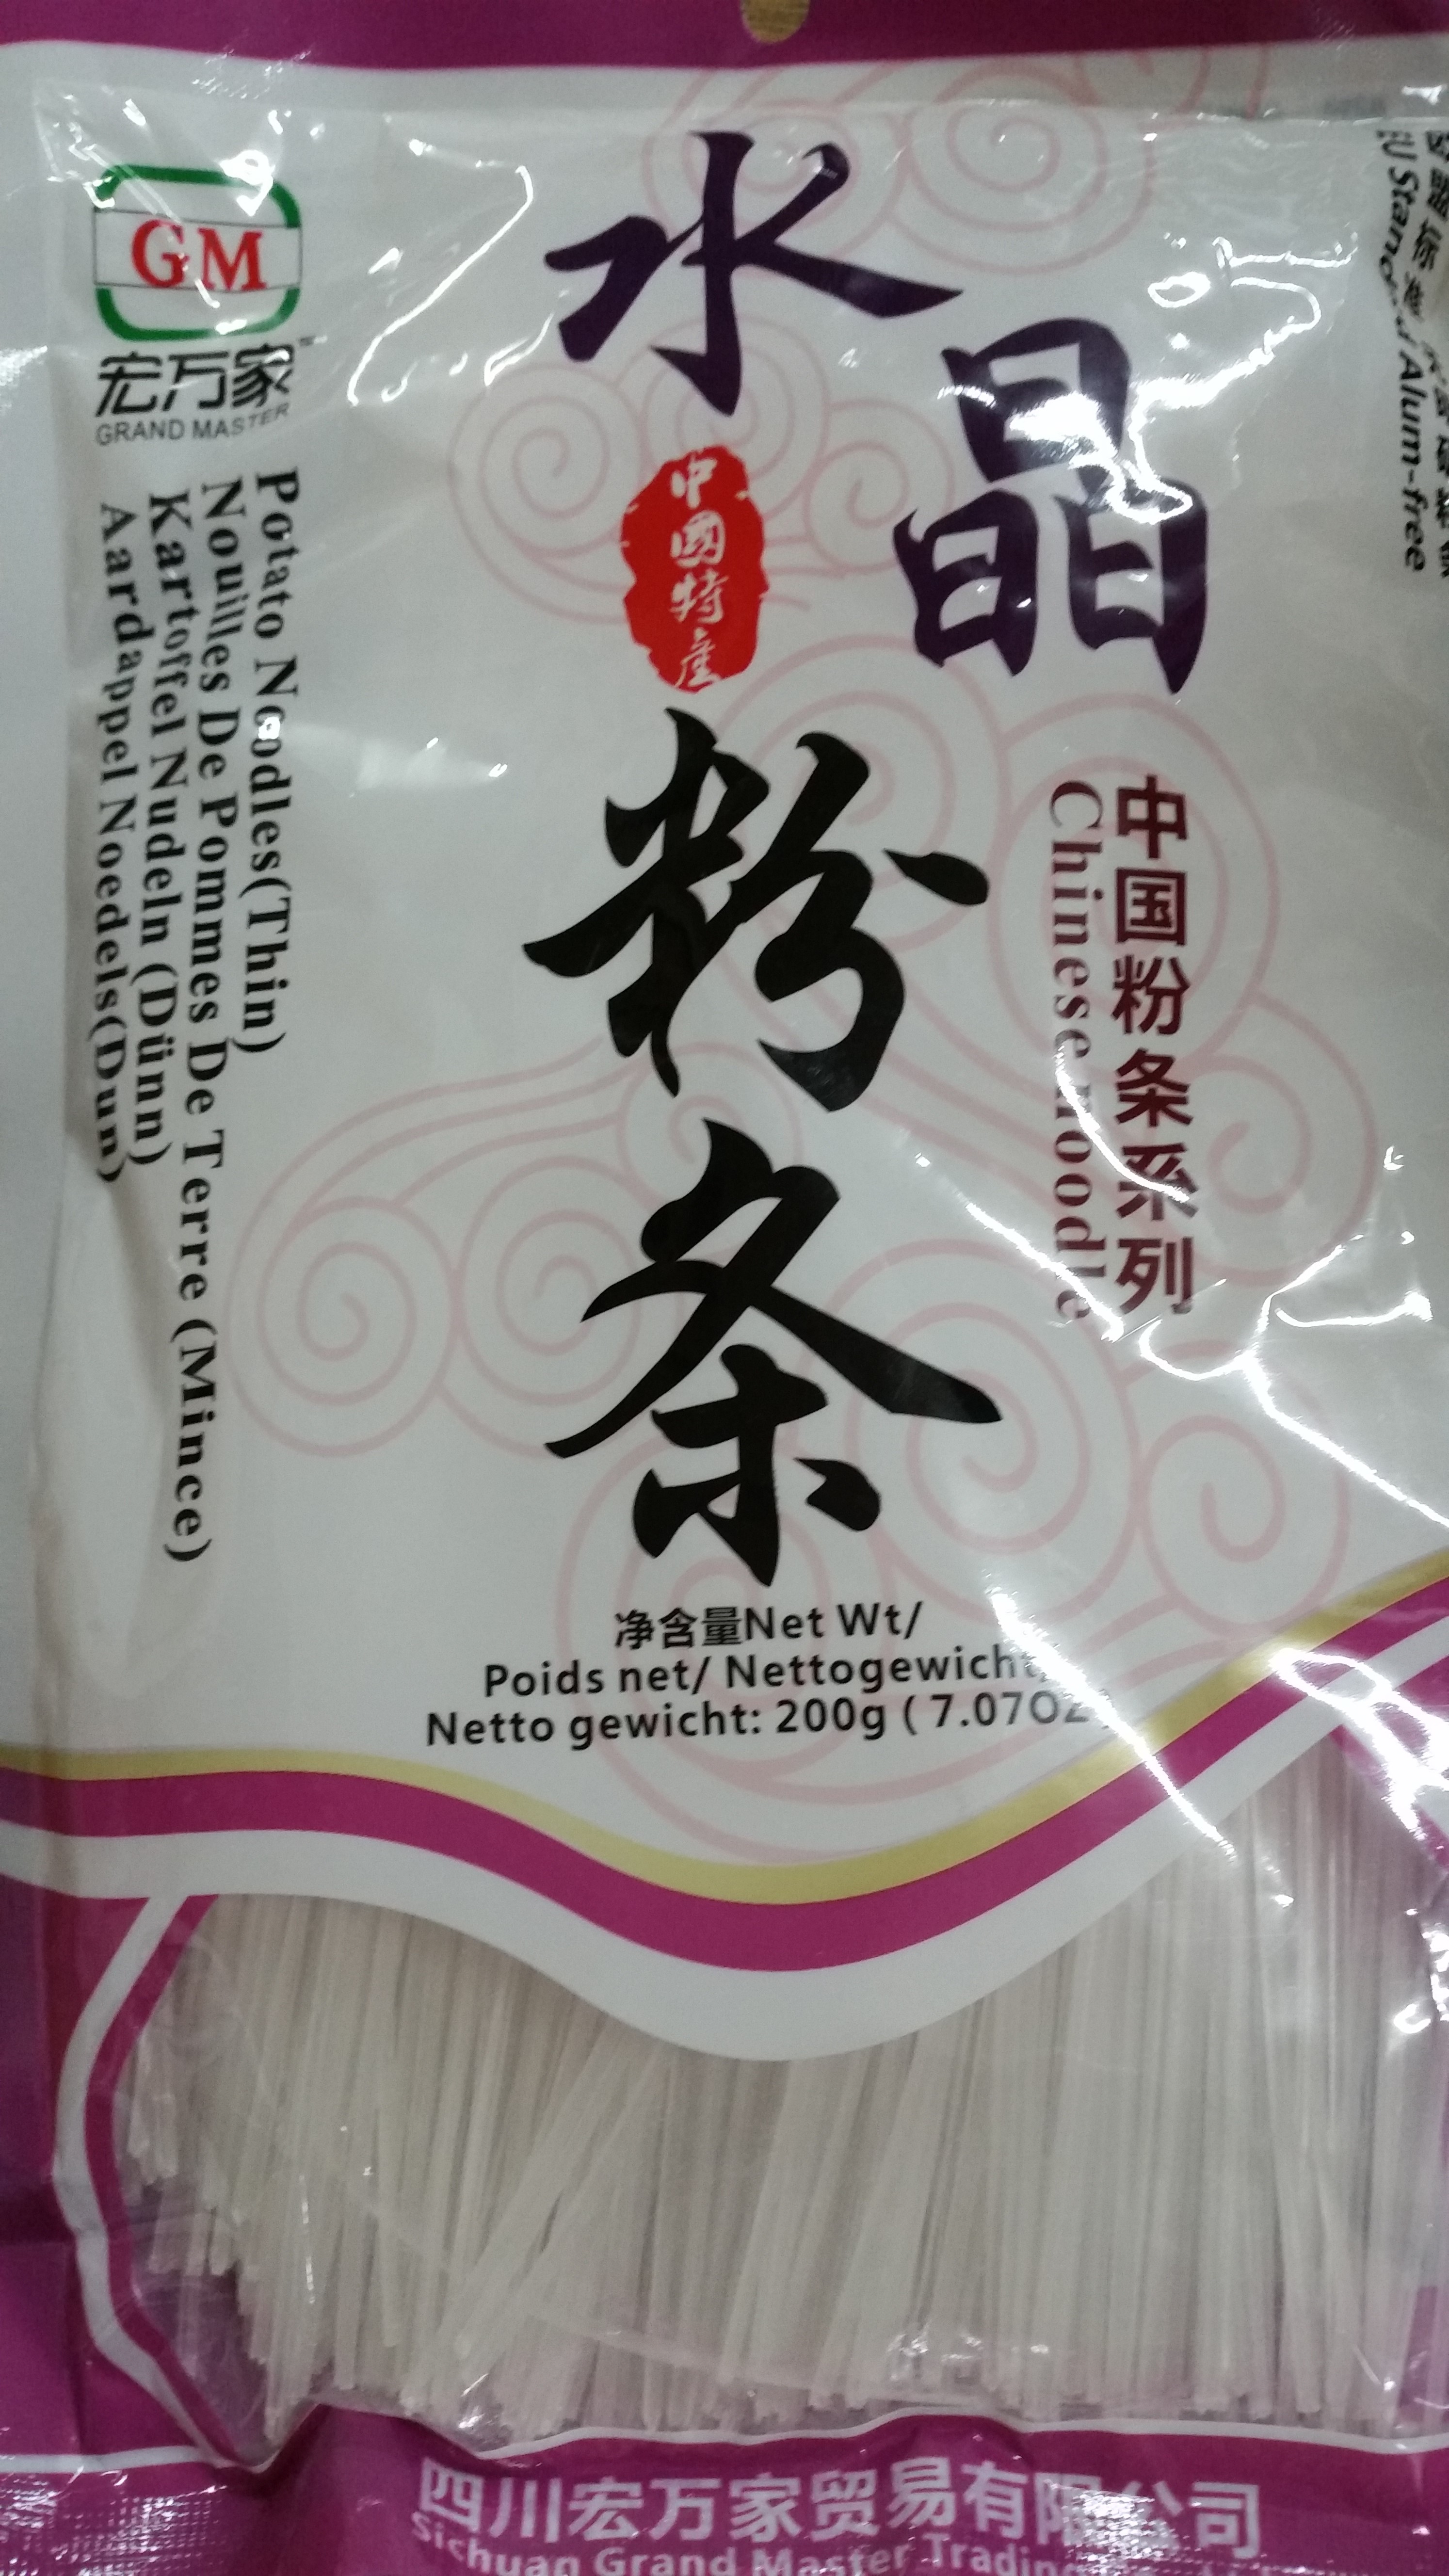 GM
宏万家
GRAND MASTER
水晶
粉条
中國特産
中国粉条系列
Chinese noodle
Potato Noodles(Thin)
Nouilles De Pommes De Terre (Mince)
Kartoffel Nudeln (Dünn)
Aardappel Noedels(Dun)
Alum-free
净含量Net Wt/
Poids net/ Nettogewicht/
Netto gewicht: 200g ( 7.07OZ )
四川宏万家贸易有限公司
Sichuan Grand Master Trading